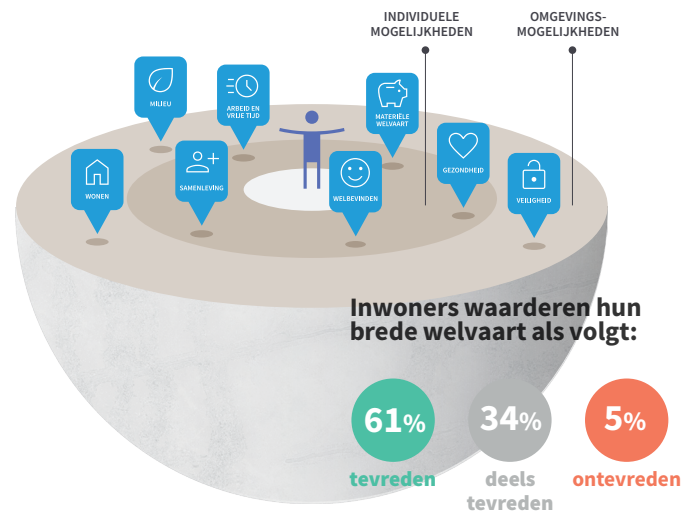 INDIVIDUELE
MOGELIJKHEDEN
OMGEVINGS-
MOGELIJKHEDEN
MILIEU
ARBEID EN
VRIJE TIJD
MATERIËLE
WELVAART
WONEN
SAMENLEVING
WELBEVINDEN
GEZONDHEID
VEILIGHEID
Inwoners waarderen hun
brede welvaart als volgt:
61%
34%
5%
tevreden
deels
tevreden
ontevreden